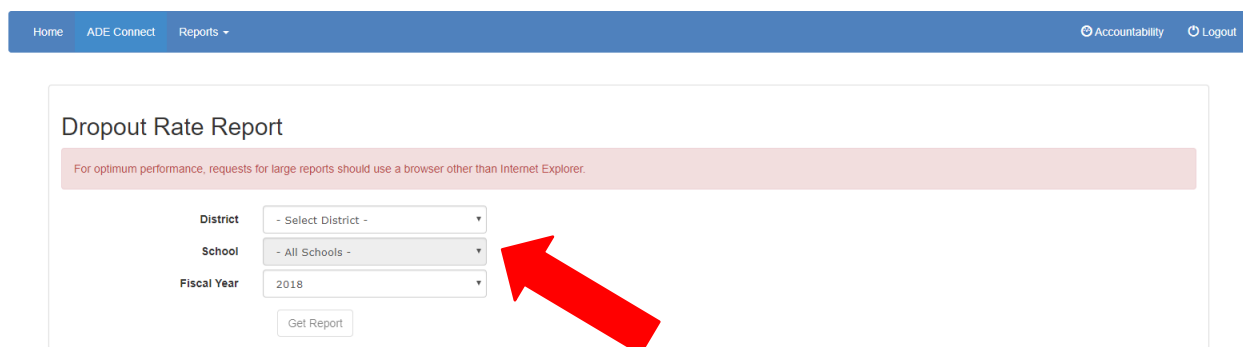 Home ADE Connect Reports Accountability Logout
Dropout Rate Report
For optimum performance, requests for large reports should use a browser other than Internet Explorer.
District - Select District -
School - All Schools -
Fiscal Year 2018
Get Report